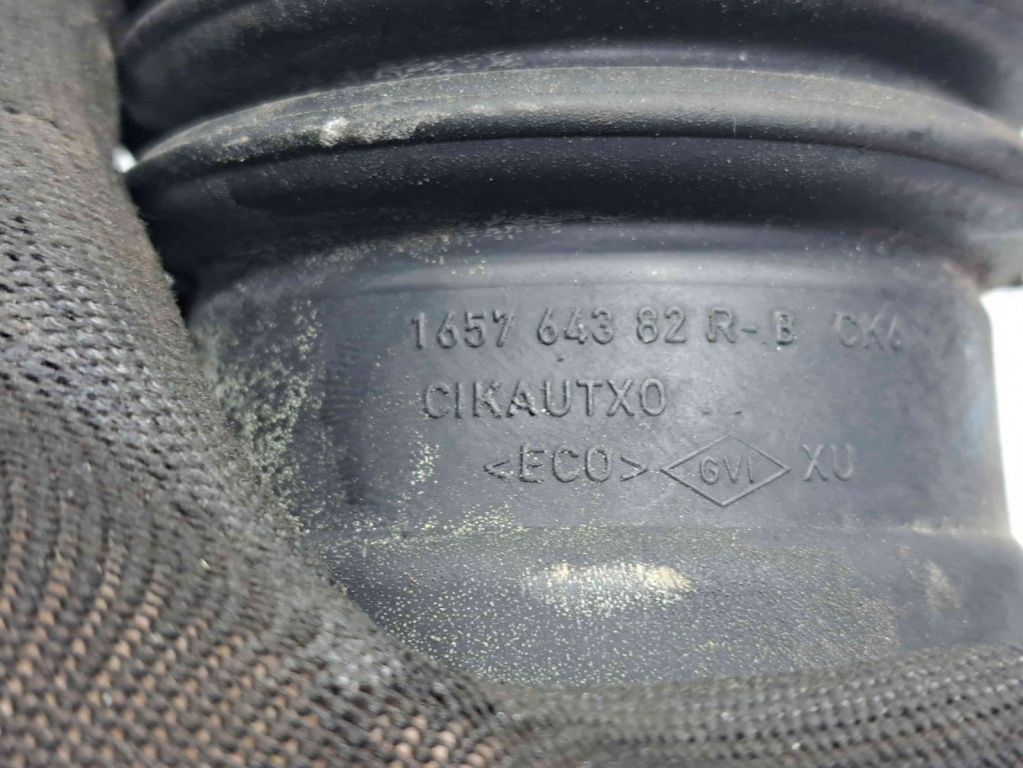 1657 643 82 R-B
CIKAUTXO
<ECO> GVI XU